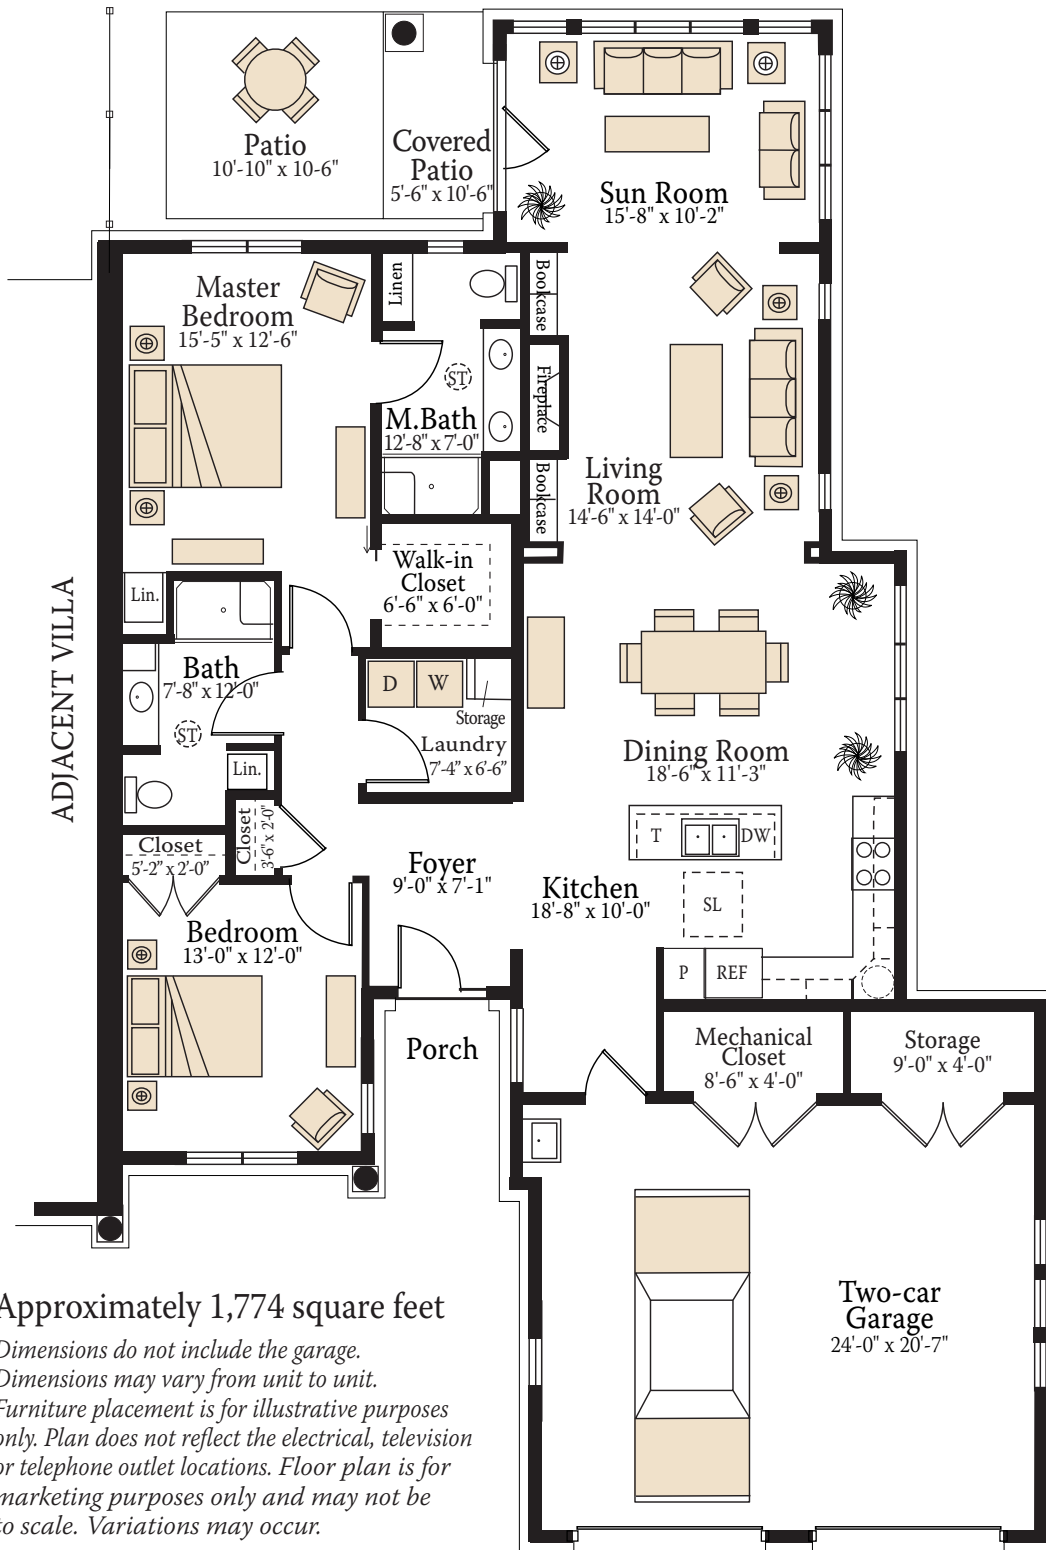 Patio
10'-10" x 10-6"
Covered
Patio
5'-6" x 10'-6"
Sun Room
15'-8" x 10'-2"
Master
Bedroom
15'-5" x 12'-6"
Linen
Bookcase
ST
Fireplace
M.Bath
12'-8" x 7'-0"
Bookcase
Living
Room
14'-6" x 14'-0"
Walk-in
Closet
6'-6" x 6'-0"
Lin.
ADJACENT VILLA
Bath
7'-8" x 12'-0"
ST
D
W
Storage
Laundry
7'-4" x 6'-6"
Lin.
Dining Room
18'-6" x 11'-3"
T
DW
Closet
3'-6" x 2'-0"
Closet
5'-2" x 2'-0"
Foyer
9'-0" x 7'-1"
Kitchen
18'-8" x 10'-0"
SL
Bedroom
13'-0" x 12'-0"
P
REF
Porch
Mechanical
Closet
8'-6" x 4'-0"
Storage
9'-0" x 4'-0"
Two-car
Garage
24'-0" x 20'-7"
Approximately 1,774 square feet
Dimensions do not include the garage.
Dimensions may vary from unit to unit.
Furniture placement is for illustrative purposes
only. Plan does not reflect the electrical, television
or telephone outlet locations. Floor plan is for
marketing purposes only and may not be
to scale. Variations may occur.